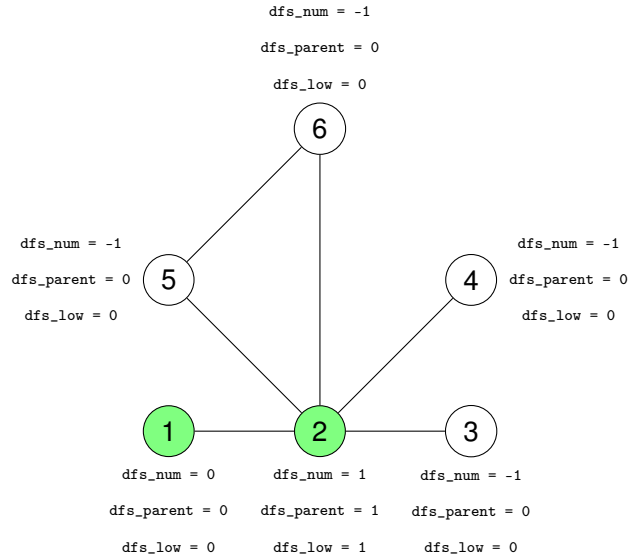 dfs_num = -1
dfs_parent = 0
dfs_low = 0
6
dfs_num = -1
dfs_parent = 0
dfs_low = 0
5
4
dfs_num = -1
dfs_parent = 0
dfs_low = 0
1
2
3
dfs_num = 0
dfs_parent = 0
dfs_low = 0
dfs_num = 1
dfs_parent = 1
dfs_low = 1
dfs_num = -1
dfs_parent = 0
dfs_low = 0